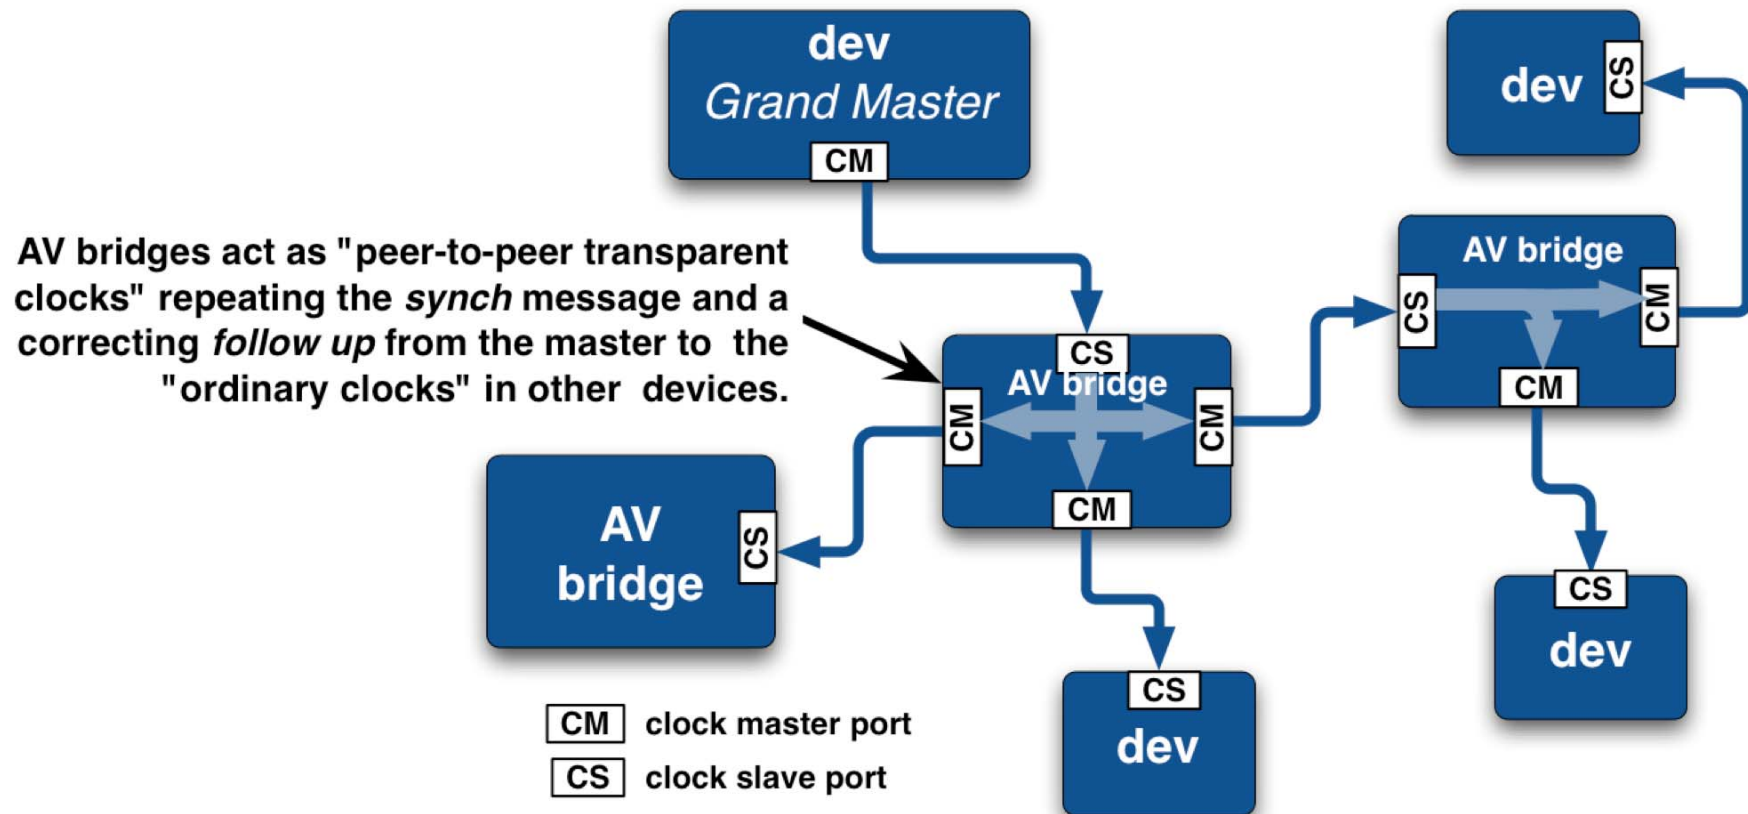 dev
Grand Master
CM
dev
CS
AV bridges act as "peer-to-peer transparent
clocks" repeating the synch message and a
correcting follow up from the master to the
"ordinary clocks" in other devices.
AV bridge
CS
CM
CM
CS
AV bridge
CM
CM
CM
AV
bridge
CS
CS
dev
CS
dev
CM clock master port
CS clock slave port